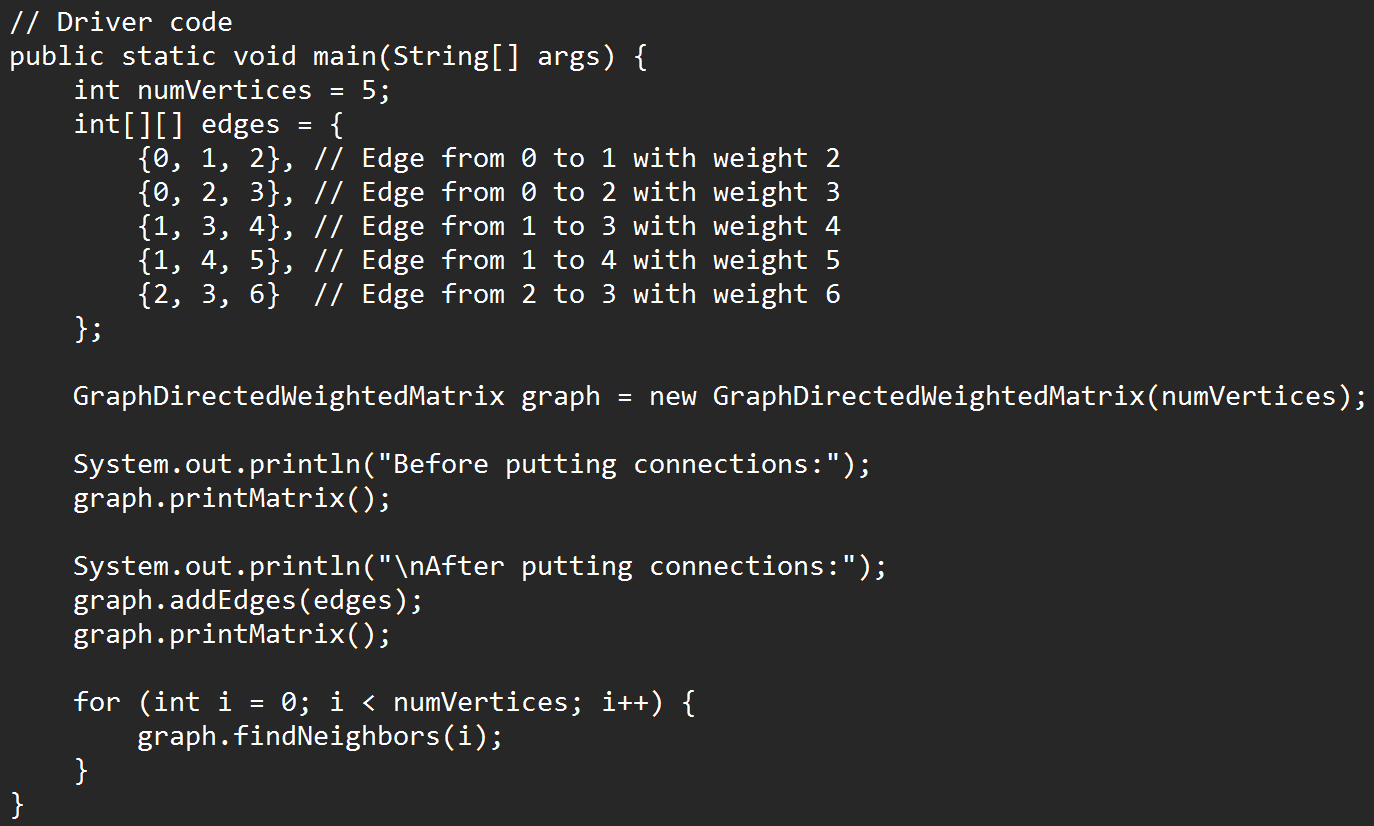 // Driver code
public static void main(String[] args) {
    int numVertices = 5;
    int[][] edges = {
        {0, 1, 2}, // Edge from 0 to 1 with weight 2
        {0, 2, 3}, // Edge from 0 to 2 with weight 3
        {1, 3, 4}, // Edge from 1 to 3 with weight 4
        {1, 4, 5}, // Edge from 1 to 4 with weight 5
        {2, 3, 6}  // Edge from 2 to 3 with weight 6
    };

    GraphDirectedWeightedMatrix graph = new GraphDirectedWeightedMatrix(numVertices);

    System.out.println("Before putting connections:");
    graph.printMatrix();

    System.out.println("\nAfter putting connections:");
    graph.addEdges(edges);
    graph.printMatrix();

    for (int i = 0; i < numVertices; i++) {
        graph.findNeighbors(i);
    }
}